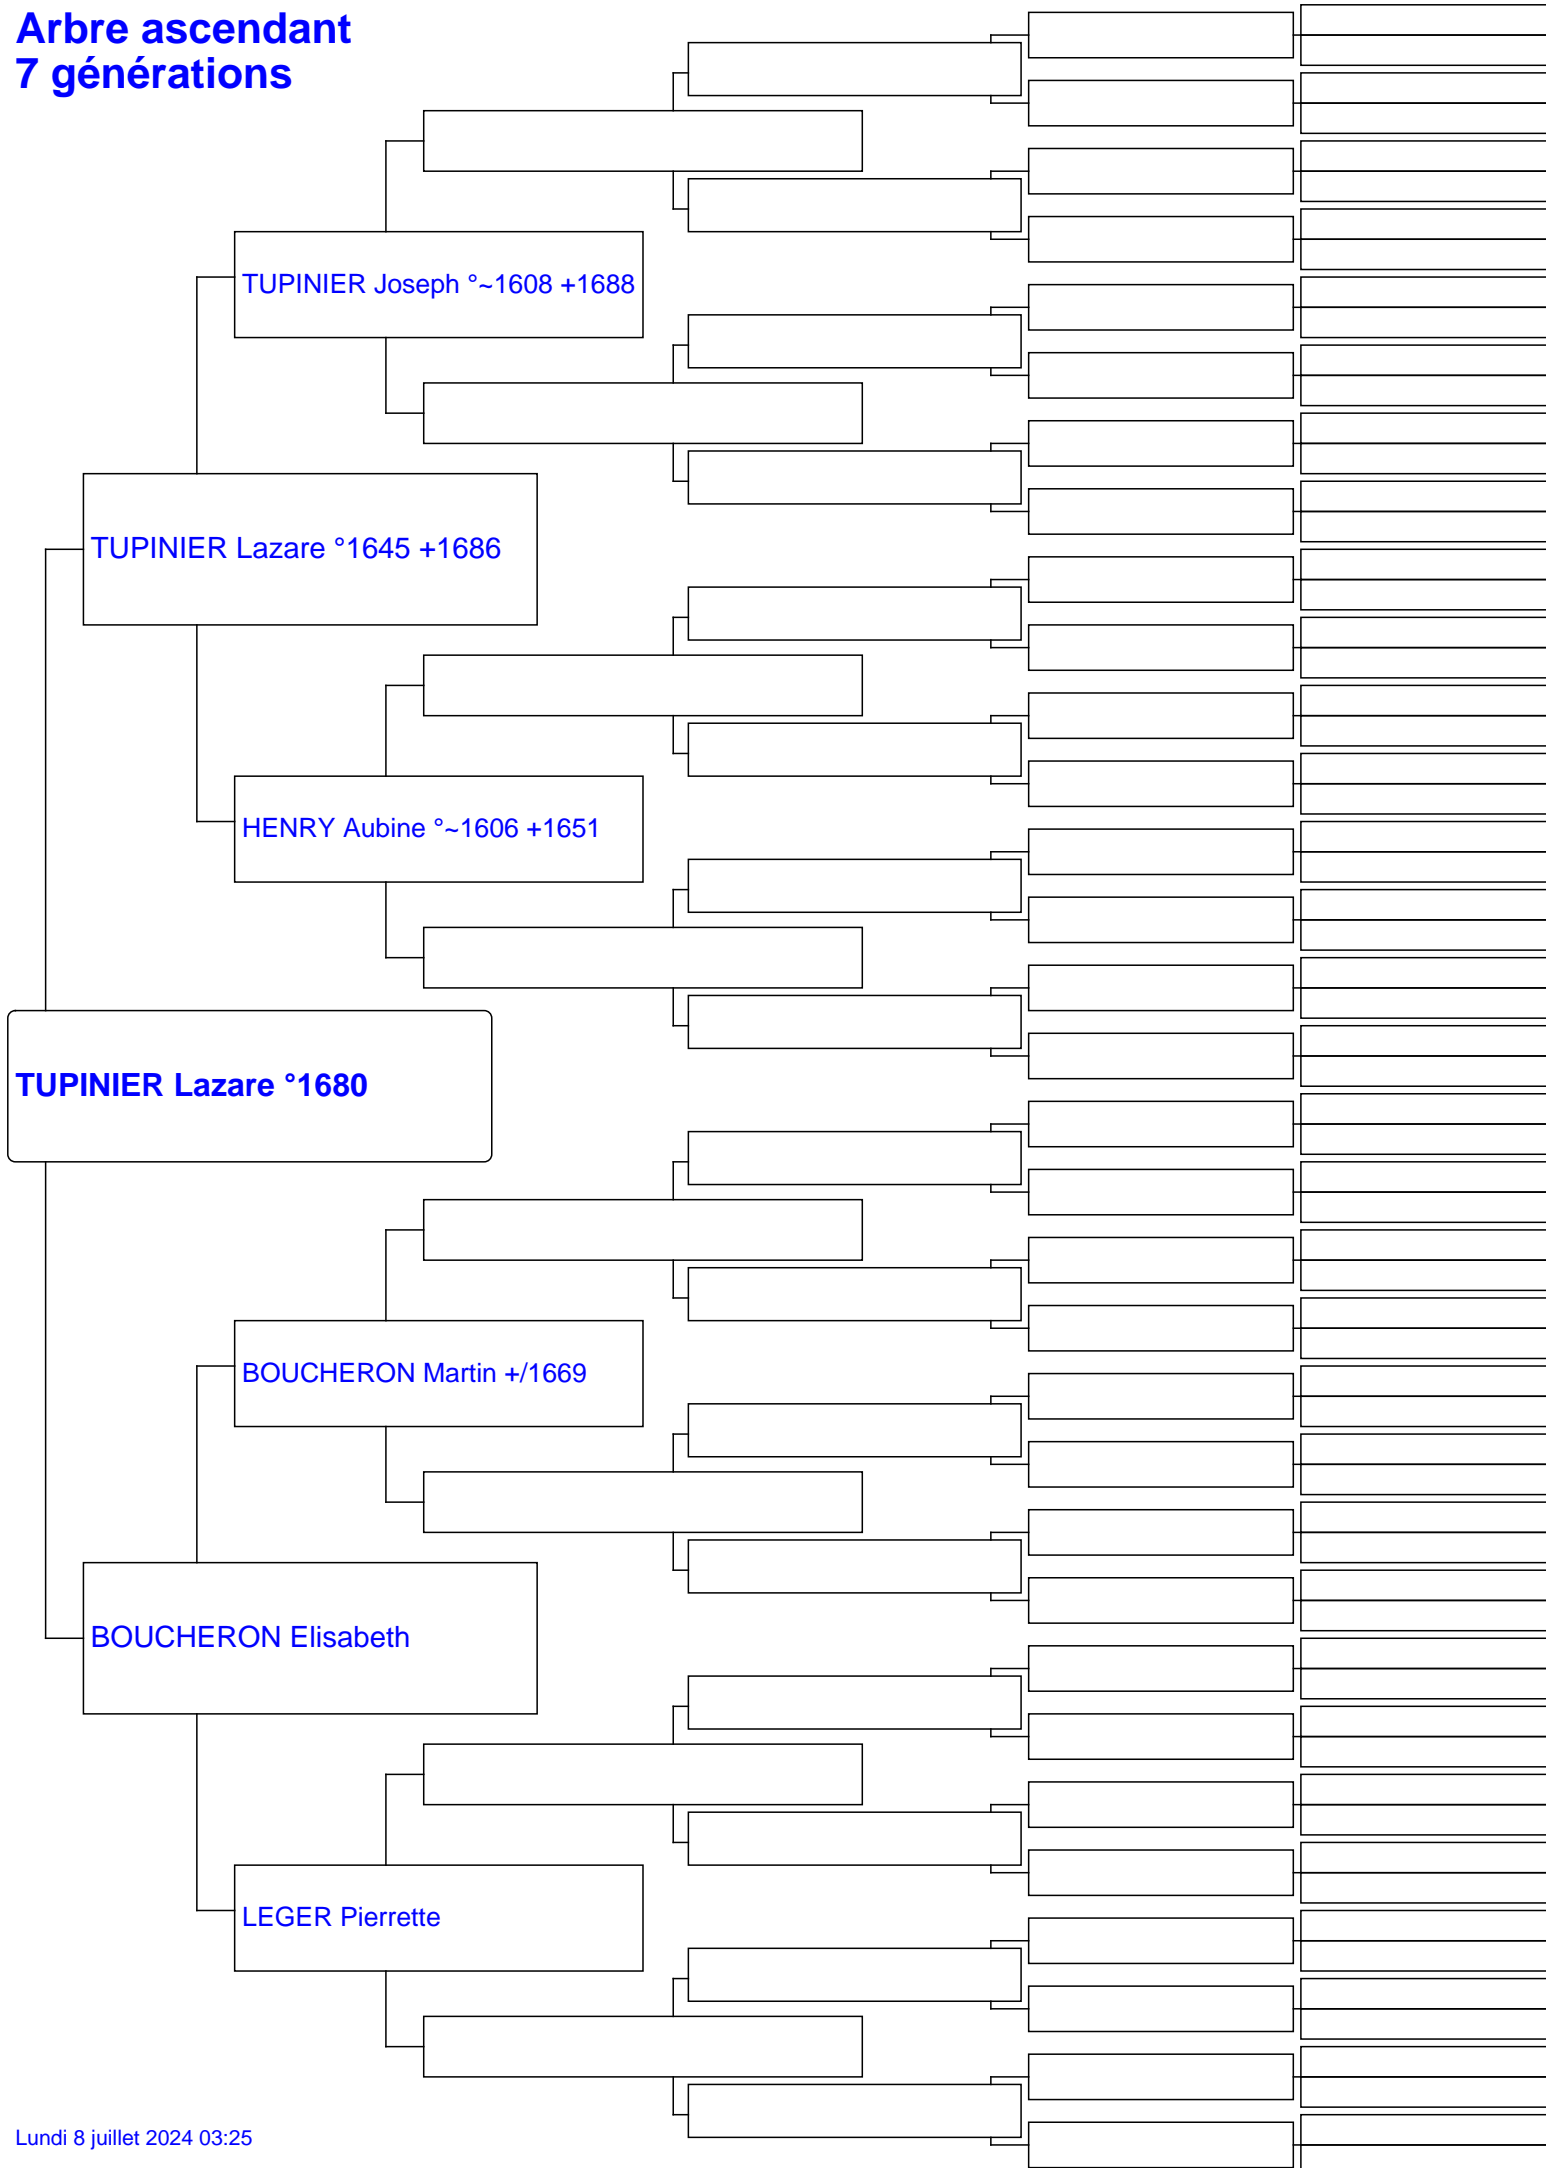 Arbre ascendant
7 générations
TUPINIER Joseph °~1608 +1688
TUPINIER Lazare °1645 +1686
HENRY Aubine °~1606 +1651
TUPINIER Lazare °1680
BOUCHERON Martin +/1669
BOUCHERON Elisabeth
LEGER Pierrette
Lundi 8 juillet 2024 03:25